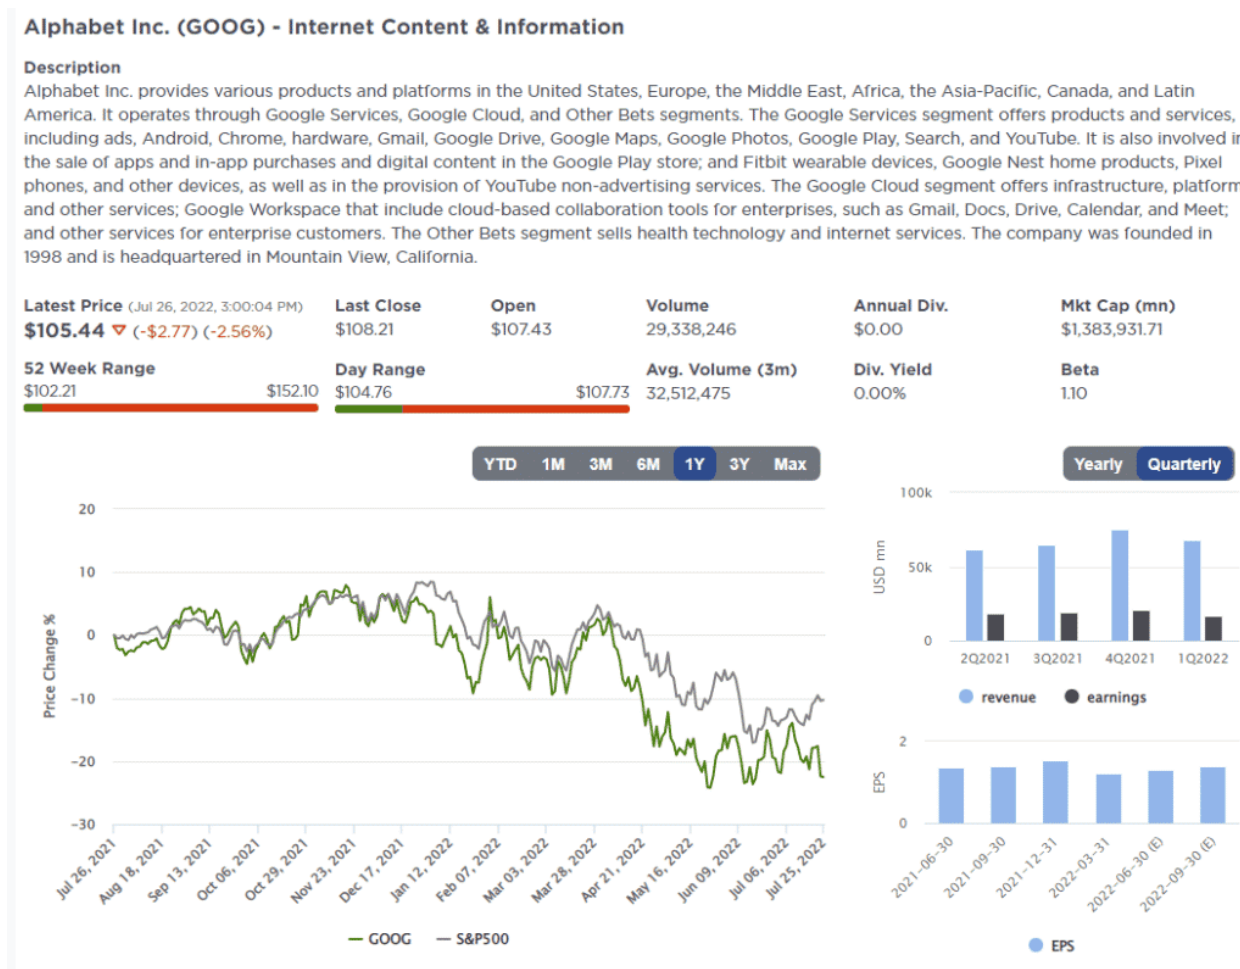 Alphabet Inc. (GOOG) - Internet Content & Information
Description
Alphabet Inc. provides various products and platforms in the United States, Europe, the Middle East, Africa, the Asia-Pacific, Canada, and Latin
America. It operates through Google Services, Google Cloud, and Other Bets segments. The Google Services segment offers products and services,
including ads, Android, Chrome, hardware, Gmail, Google Drive, Google Maps, Google Photos, Google Play, Search, and YouTube. It is also involved in
the sale of apps and in-app purchases and digital content in the Google Play store; and Fitbit wearable devices, Google Nest home products, Pixel
phones, and other devices, as well as in the provision of YouTube non-advertising services. The Google Cloud segment offers infrastructure, platform
and other services; Google Workspace that include cloud-based collaboration tools for enterprises, such as Gmail, Docs, Drive, Calendar, and Meet;
and other services for enterprise customers. The Other Bets segment sells health technology and internet services. The company was founded in
1998 and is headquartered in Mountain View, California.
Latest Price (Jul 26, 2022, 3:00:04 PM) Last Close Open Volume Annual Div. Mkt Cap (mn)
$105.44 ▽ (-$2.77) (-2.56%) $108.21 $107.43 29,338,246 $0.00 $1,383,931.71
52 Week Range Day Range Avg. Volume (3m) Div. Yield Beta
$102.21 $152.10 $104.76 $107.73 32,512,475 0.00% 1.10
YTD 1M 3M 6M 1Y 3Y Max
Price Change %
20
10
0
-10
-20
-30
Jul 26, 2021 Aug 18, 2021 Sep 13, 2021 Oct 06, 2021 Oct 29, 2021 Nov 23, 2021 Dec 17, 2021 Jan 12, 2022 Feb 07, 2022 Mar 03, 2022 Mar 28, 2022 Apr 21, 2022 May 16, 2022 Jun 09, 2022 Jul 06, 2022 Jul 25, 2022
GOOG S&P500
Yearly Quarterly
USD mn
100k
50k
0
2Q2021 3Q2021 4Q2021 1Q2022
revenue earnings
EPS
2
0
2021-06-30 2021-09-30 2021-12-31 2022-03-31 2022-06-30 (E) 2022-09-30 (E)
EPS